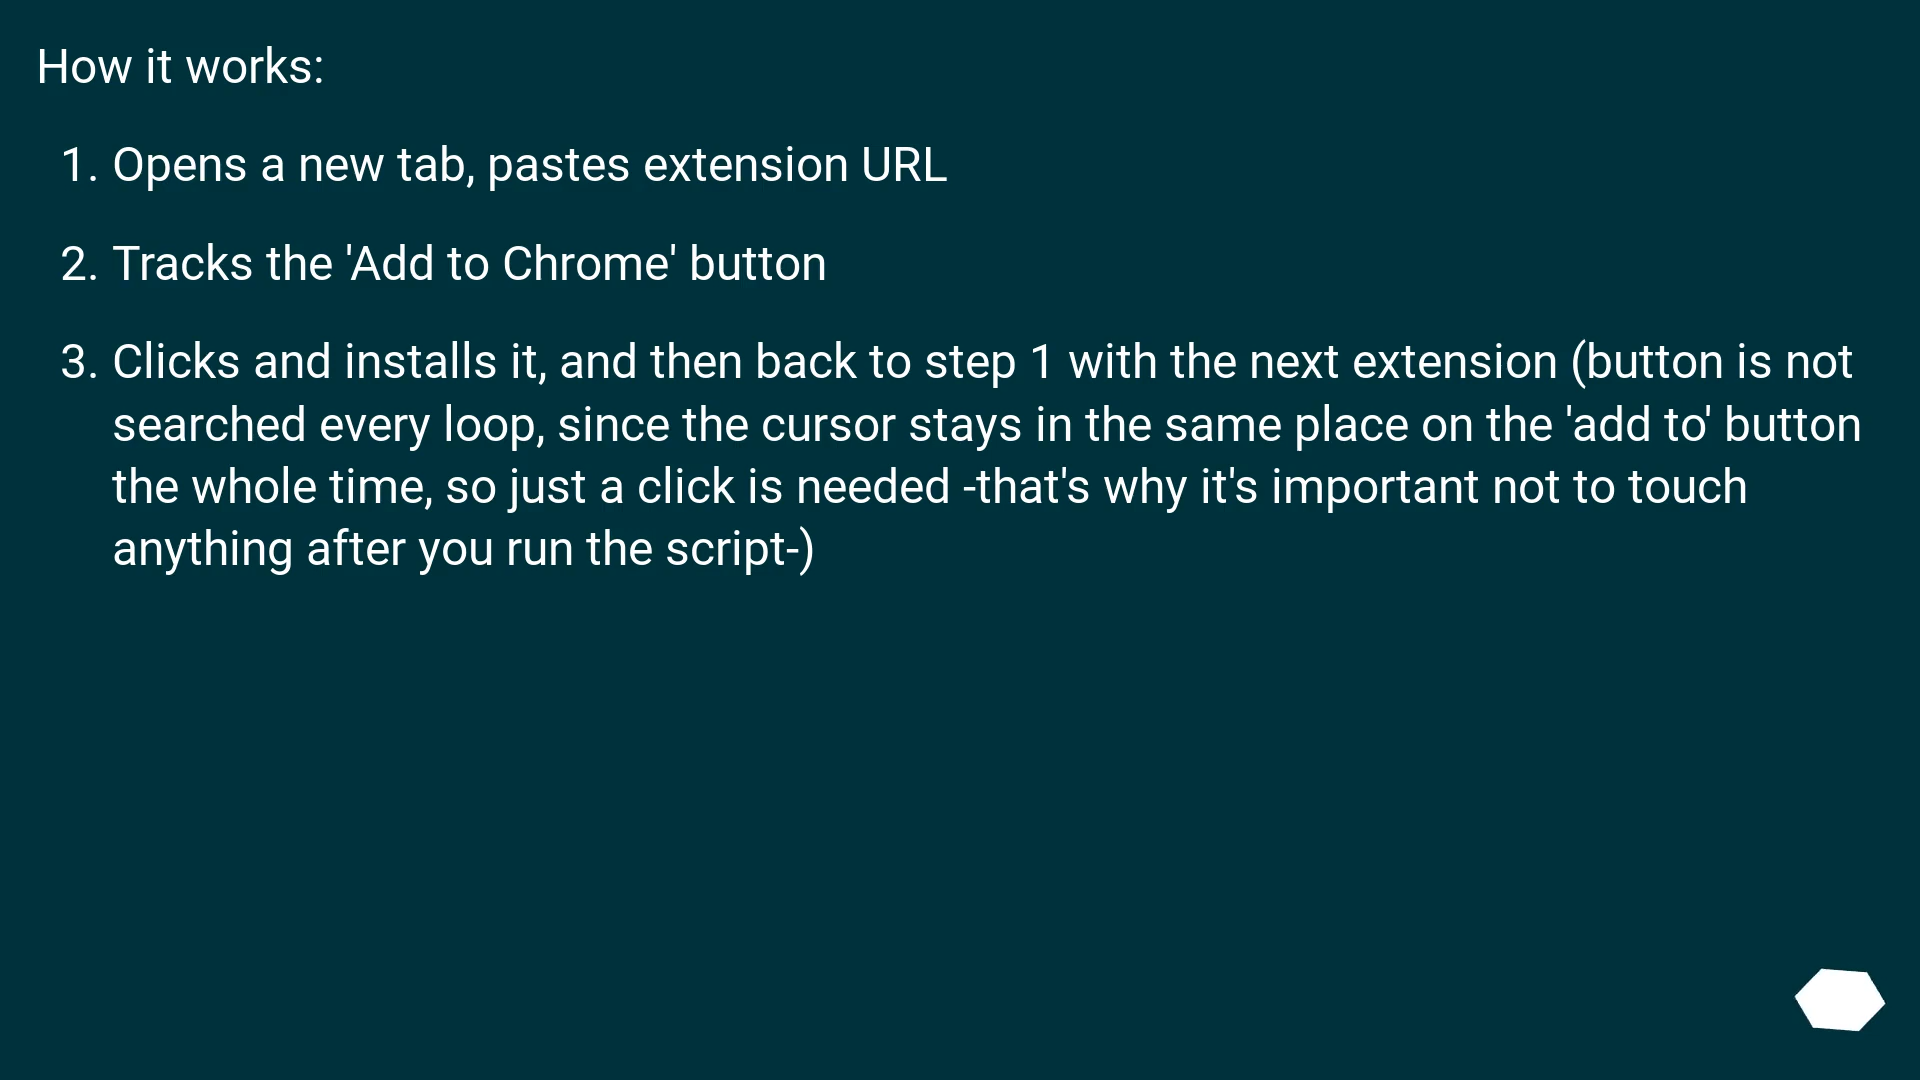 How it works:
1. Opens a new tab, pastes extension URL
2. Tracks the 'Add to Chrome' button
3. Clicks and installs it, and then back to step 1 with the next extension (button is not
searched every loop, since the cursor stays in the same place on the 'add to' button
the whole time, so just a click is needed -that's why it's important not to touch
anything after you run the script-)